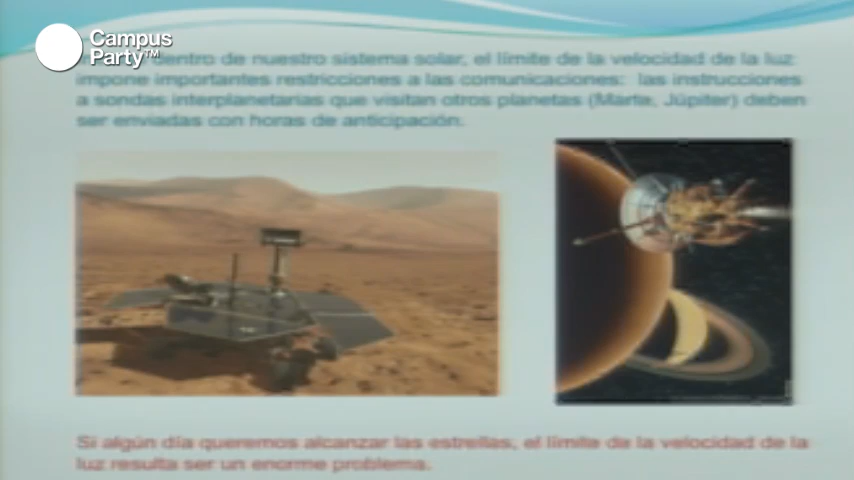 Campus
Party™
dentro de nuestro sistema solar, el límite de la velocidad de la luz
impone importantes restricciones a las comunicaciones: las instrucciones
a sondas interplanetarias que visitan otros planetas (Marte, Júpiter) deben
ser enviadas con horas de anticipación.
Si algún día queremos alcanzar las estrellas, el límite de la velocidad de la
luz resulta ser un enorme problema.